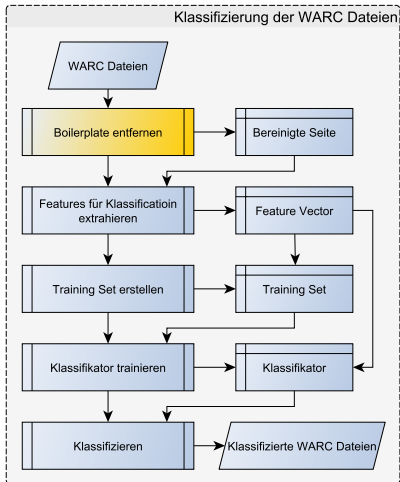 Klassifizierung der WARC Dateien
WARC Dateien
Boilerplate entfernen
Bereinigte Seite
Features für Klassificatioin
extrahieren
Feature Vector
Training Set erstellen
Training Set
Klassifikator trainieren
Klassifikator
Klassifizieren
Klassifizierte WARC Dateien